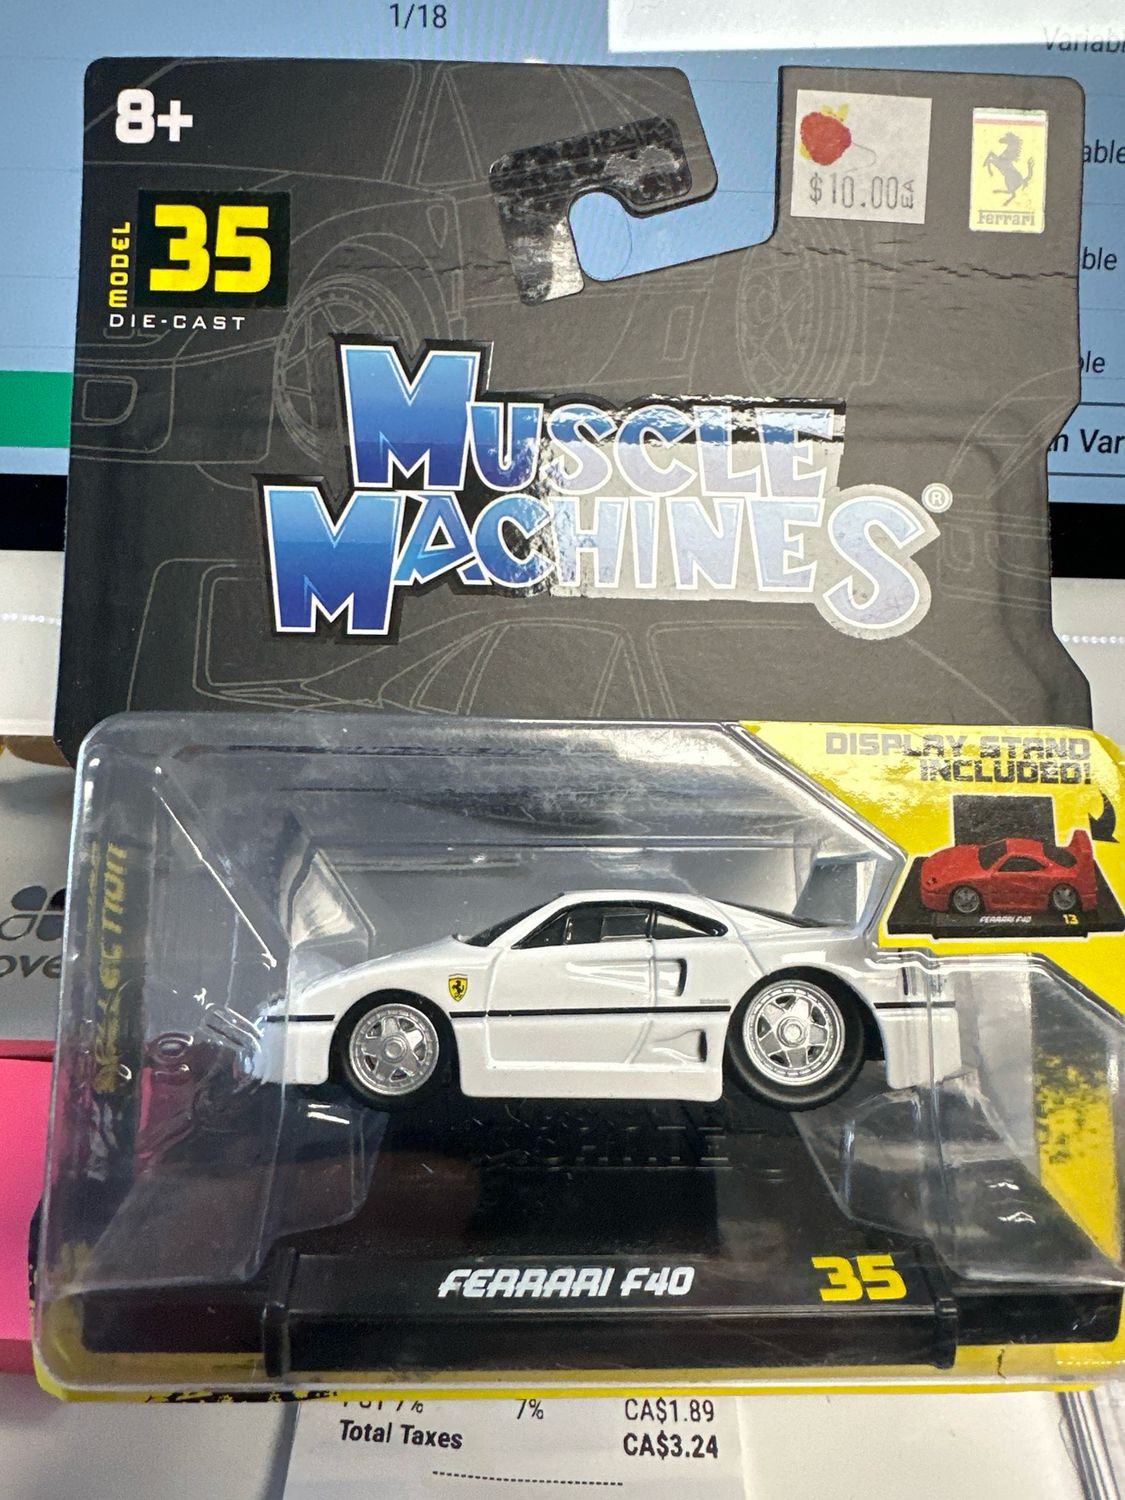 1/18
8+
$10.00EA
Ferrari
MODEL
35
DIE-CAST
MUSCLE
MACHINES®
DISPLAY STAND
INCLUDED!
FERRARI F40 13
FERRARI F40 35
7% CA$1.89
Total Taxes CA$3.24